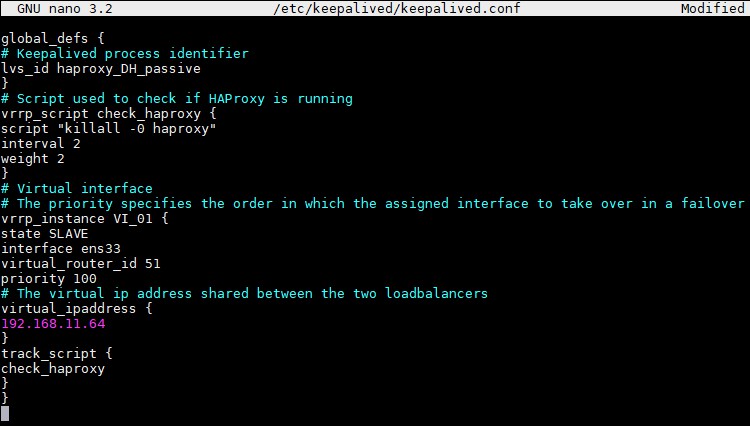 GNU nano 3.2 /etc/keepalived/keepalived.conf Modified
global_defs {
# Keepalived process identifier
lvs_id haproxy_DH_passive
}
# Script used to check if HAProxy is running
vrrp_script check_haproxy {
script "killall -0 haproxy"
interval 2
weight 2
}
# Virtual interface
# The priority specifies the order in which the assigned interface to take over in a failover
vrrp_instance VI_01 {
state SLAVE
interface ens33
virtual_router_id 51
priority 100
# The virtual ip address shared between the two loadbalancers
virtual_ipaddress {
192.168.11.64
}
track_script {
check_haproxy
}
}